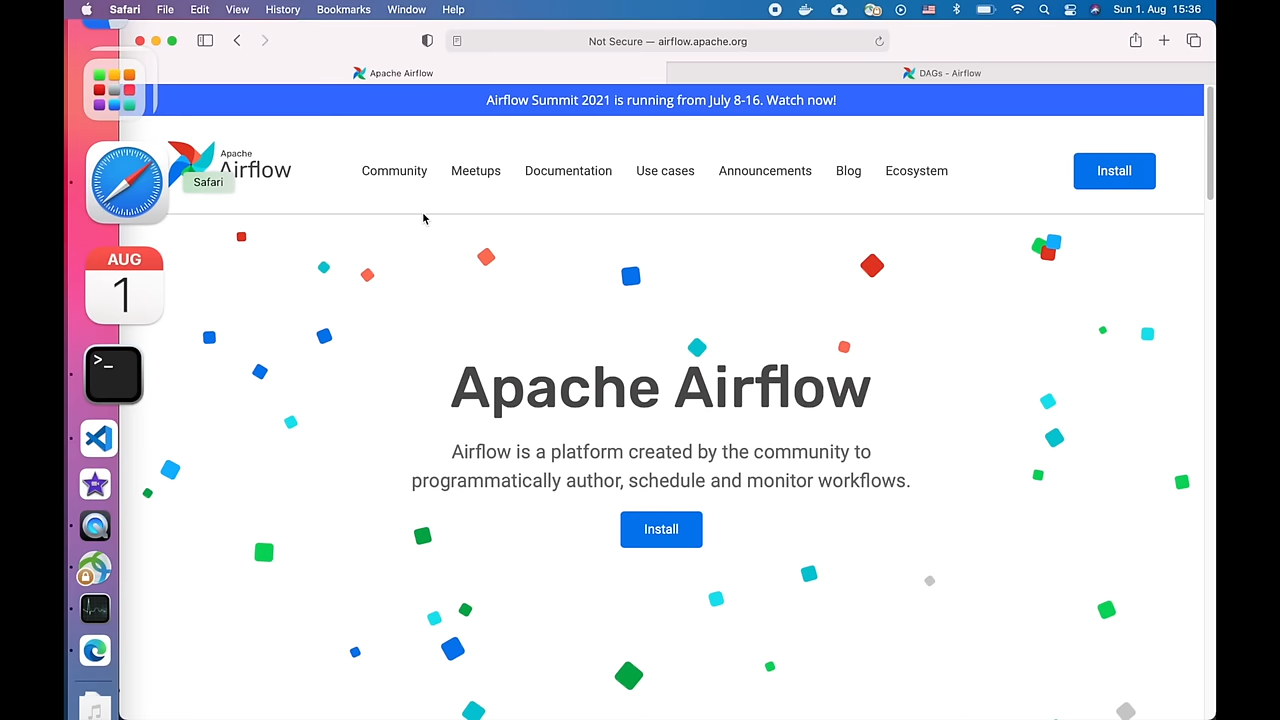 Safari File Edit View History Bookmarks Window Help Sun 1. Aug 15:36
Not Secure — airflow.apache.org
Apache Airflow DAGs - Airflow
Airflow Summit 2021 is running from July 8-16. Watch now!
Apache
Airflow
Community Meetups Documentation Use cases Announcements Blog Ecosystem Install
Safari
AUG
1
>_
Apache Airflow
Airflow is a platform created by the community to
programmatically author, schedule and monitor workflows.
Install